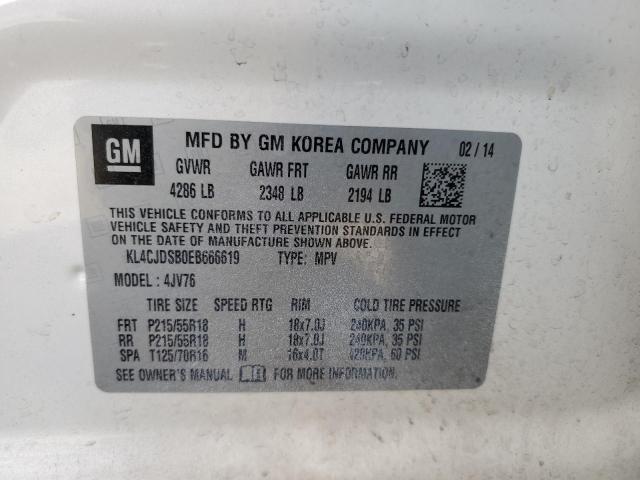 GM MFD BY GM KOREA COMPANY 02/14
GVWR GAWR FRT GAWR RR
4286 LB 2348 LB 2194 LB
THIS VEHICLE CONFORMS TO ALL APPLICABLE U.S. FEDERAL MOTOR
VEHICLE SAFETY AND THEFT PREVENTION STANDARDS IN EFFECT ON
THE DATE OF MANUFACTURE SHOWN ABOVE.
KL4CJDSB0EB666619 TYPE: MPV
MODEL: 4JV76
TIRE SIZE SPEED RTG RIM COLD TIRE PRESSURE
FRT P215/55R18 H 18x7.0J 240KPA, 35 PSI
RR P215/55R18 H 18x7.0J 240KPA, 35 PSI
SPA T125/70R16 M 16x4.0T 420KPA, 60 PSI
SEE OWNER'S MANUAL FOR MORE INFORMATION.